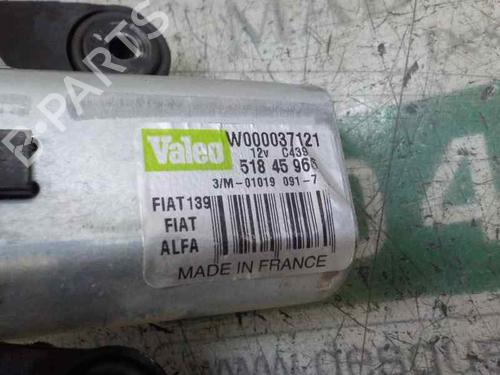 Valeo W000037121
12v C439
518 45 966
3/M-01019 091-7
FIAT139
FIAT
ALFA
MADE IN FRANCE
B-PARTS